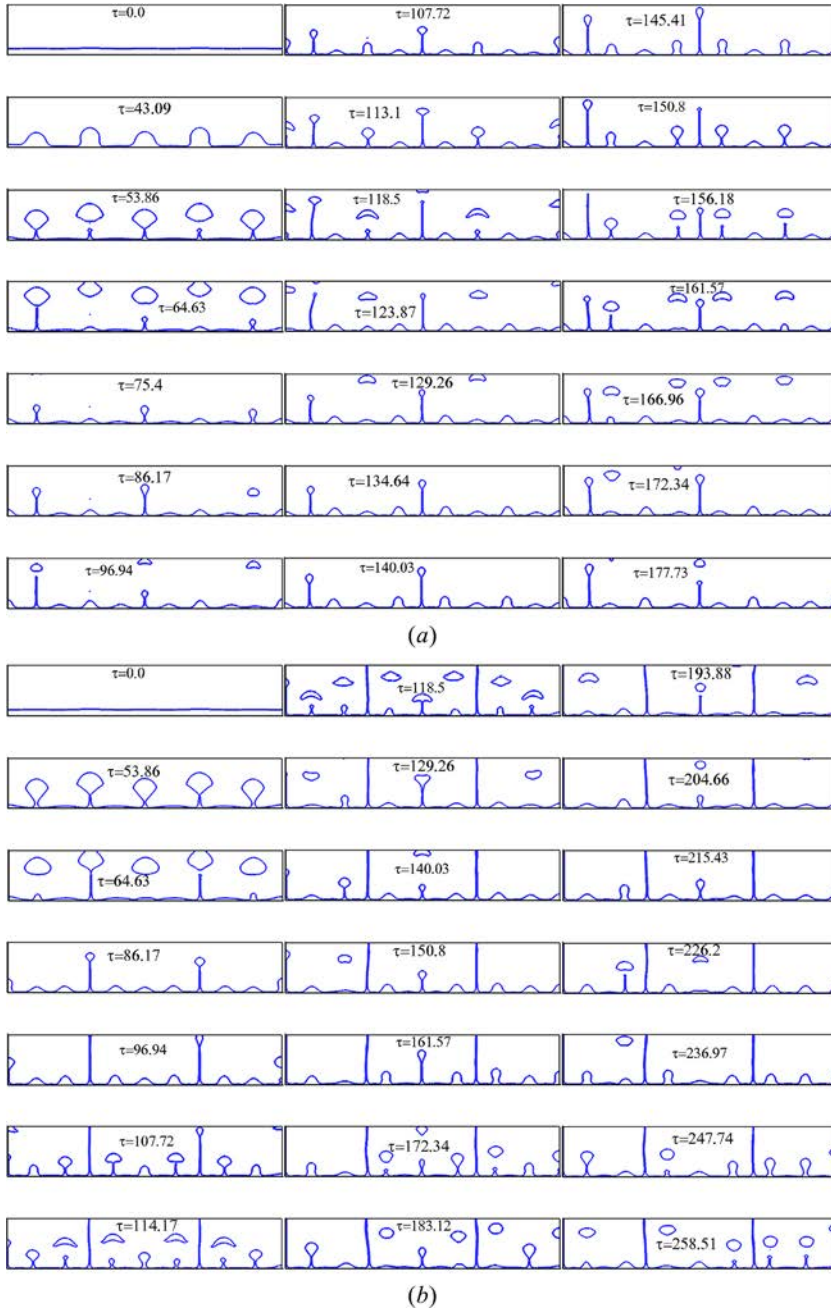 τ=0.0
τ=107.72
τ=145.41
τ=43.09
τ=113.1
τ=150.8
τ=53.86
τ=118.5
τ=156.18
τ=64.63
τ=123.87
τ=161.57
τ=75.4
τ=129.26
τ=166.96
τ=86.17
τ=134.64
τ=172.34
τ=96.94
τ=140.03
τ=177.73
(a)
τ=0.0
τ=118.5
τ=193.88
τ=53.86
τ=129.26
τ=204.66
τ=64.63
τ=140.03
τ=215.43
τ=86.17
τ=150.8
τ=226.2
τ=96.94
τ=161.57
τ=236.97
τ=107.72
τ=172.34
τ=247.74
τ=114.17
τ=183.12
τ=258.51
(b)